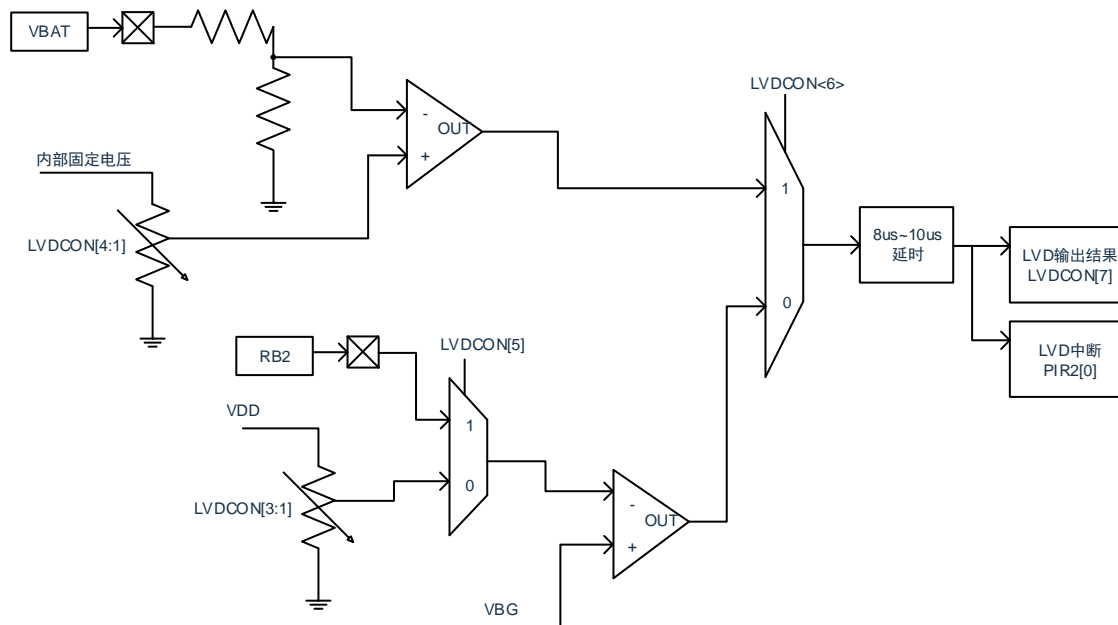 VBAT
LVDCON<6>
-
OUT
+
内部固定电压
LVDCON[4:1]
1
0
8us~10us
延时
LVD输出结果
LVDCON[7]
LVD中断
PIR2[0]
RB2
LVDCON[5]
VDD
1
0
LVDCON[3:1]
-
OUT
+
VBG